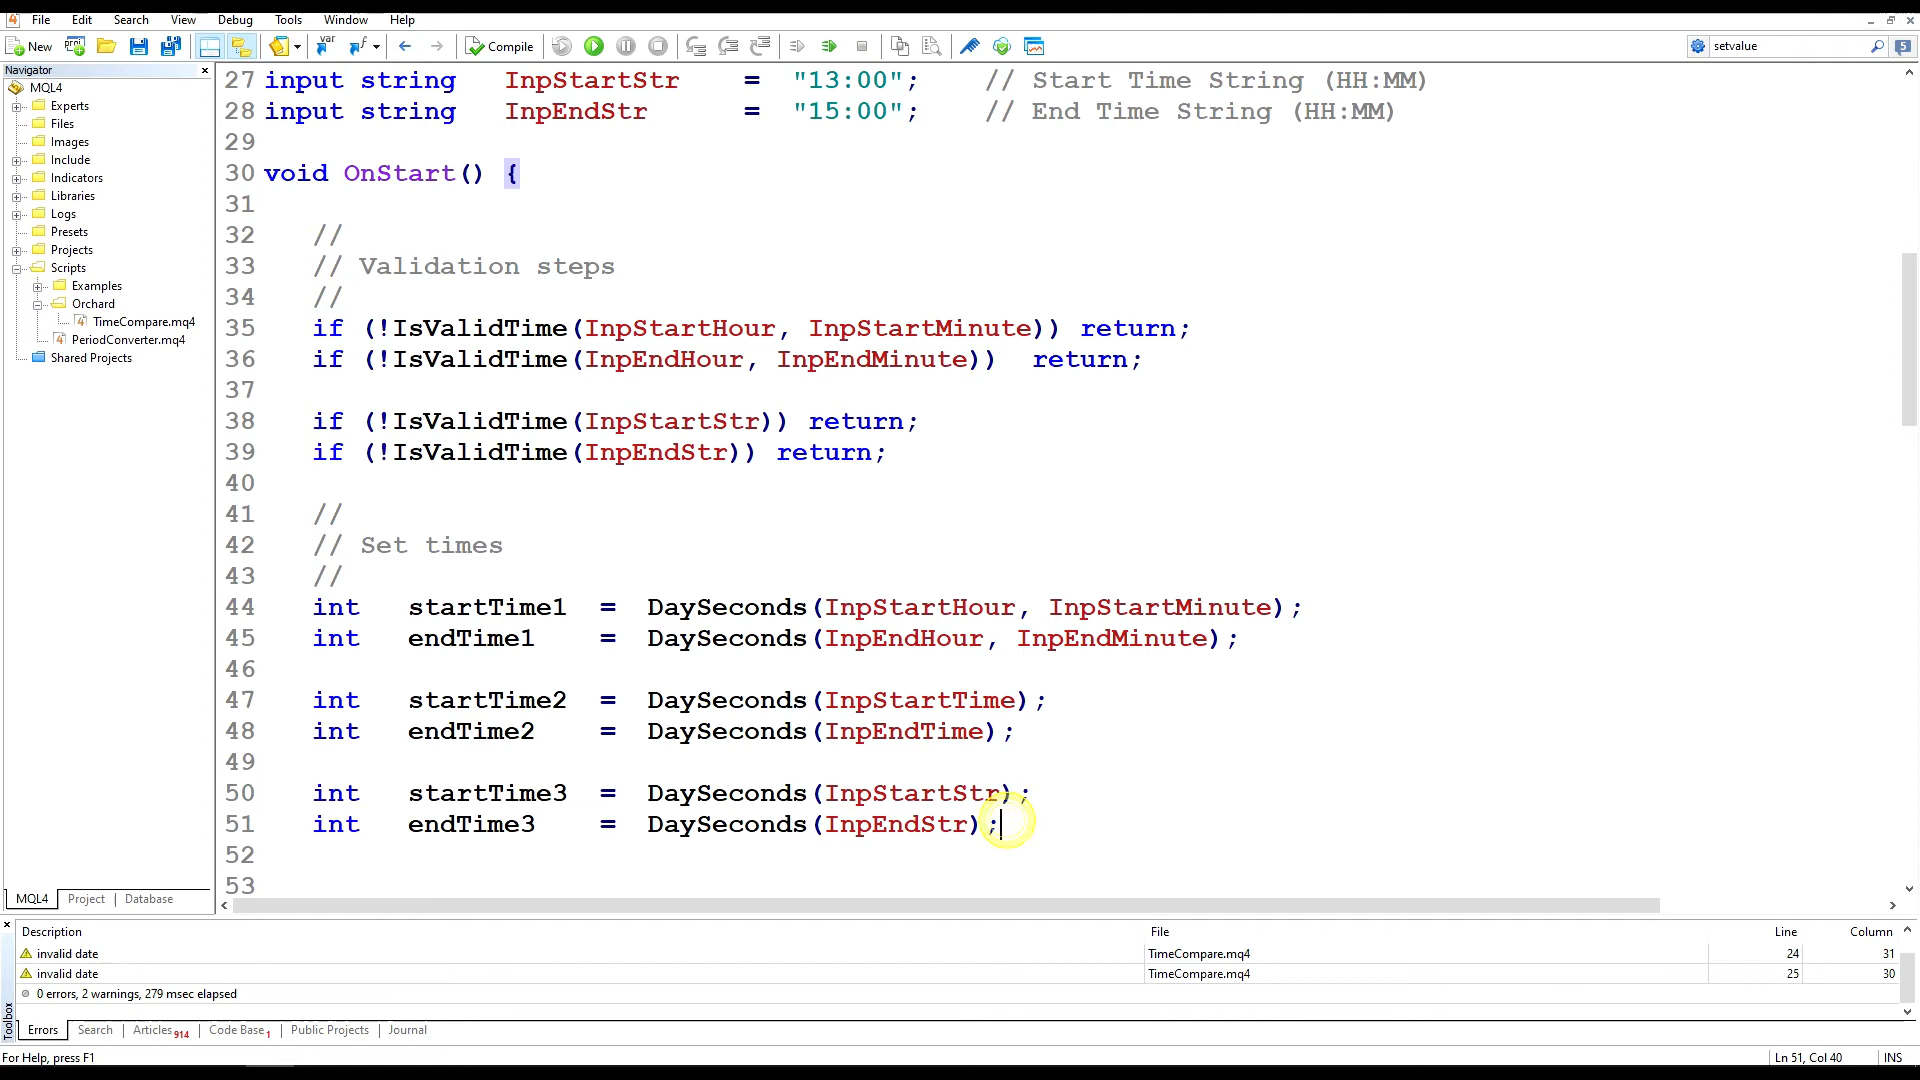 File Edit Search View Debug Tools Window Help
New Compile setvalue 5
Navigator
MQL4
Experts
Files
Images
Include
Indicators
Libraries
Logs
Presets
Projects
Scripts
Examples
Orchard
TimeCompare.mq4
PeriodConverter.mq4
Shared Projects
MQL4 Project Database
27 input string InpStartStr = "13:00"; // Start Time String (HH:MM)
28 input string InpEndStr = "15:00"; // End Time String (HH:MM)
29
30 void OnStart() {
31
32 //
33 // Validation steps
34 //
35 if (!IsValidTime(InpStartHour, InpStartMinute)) return;
36 if (!IsValidTime(InpEndHour, InpEndMinute)) return;
37
38 if (!IsValidTime(InpStartStr)) return;
39 if (!IsValidTime(InpEndStr)) return;
40
41 //
42 // Set times
43 //
44 int startTime1 = DaySeconds(InpStartHour, InpStartMinute);
45 int endTime1 = DaySeconds(InpEndHour, InpEndMinute);
46
47 int startTime2 = DaySeconds(InpStartTime);
48 int endTime2 = DaySeconds(InpEndTime);
49
50 int startTime3 = DaySeconds(InpStartStr);
51 int endTime3 = DaySeconds(InpEndStr);
52
53
Description File Line Column
invalid date TimeCompare.mq4 24 31
invalid date TimeCompare.mq4 25 30
0 errors, 2 warnings, 279 msec elapsed
Toolbox
Errors Search Articles 914 Code Base 1 Public Projects Journal
For Help, press F1 Ln 51, Col 40 INS